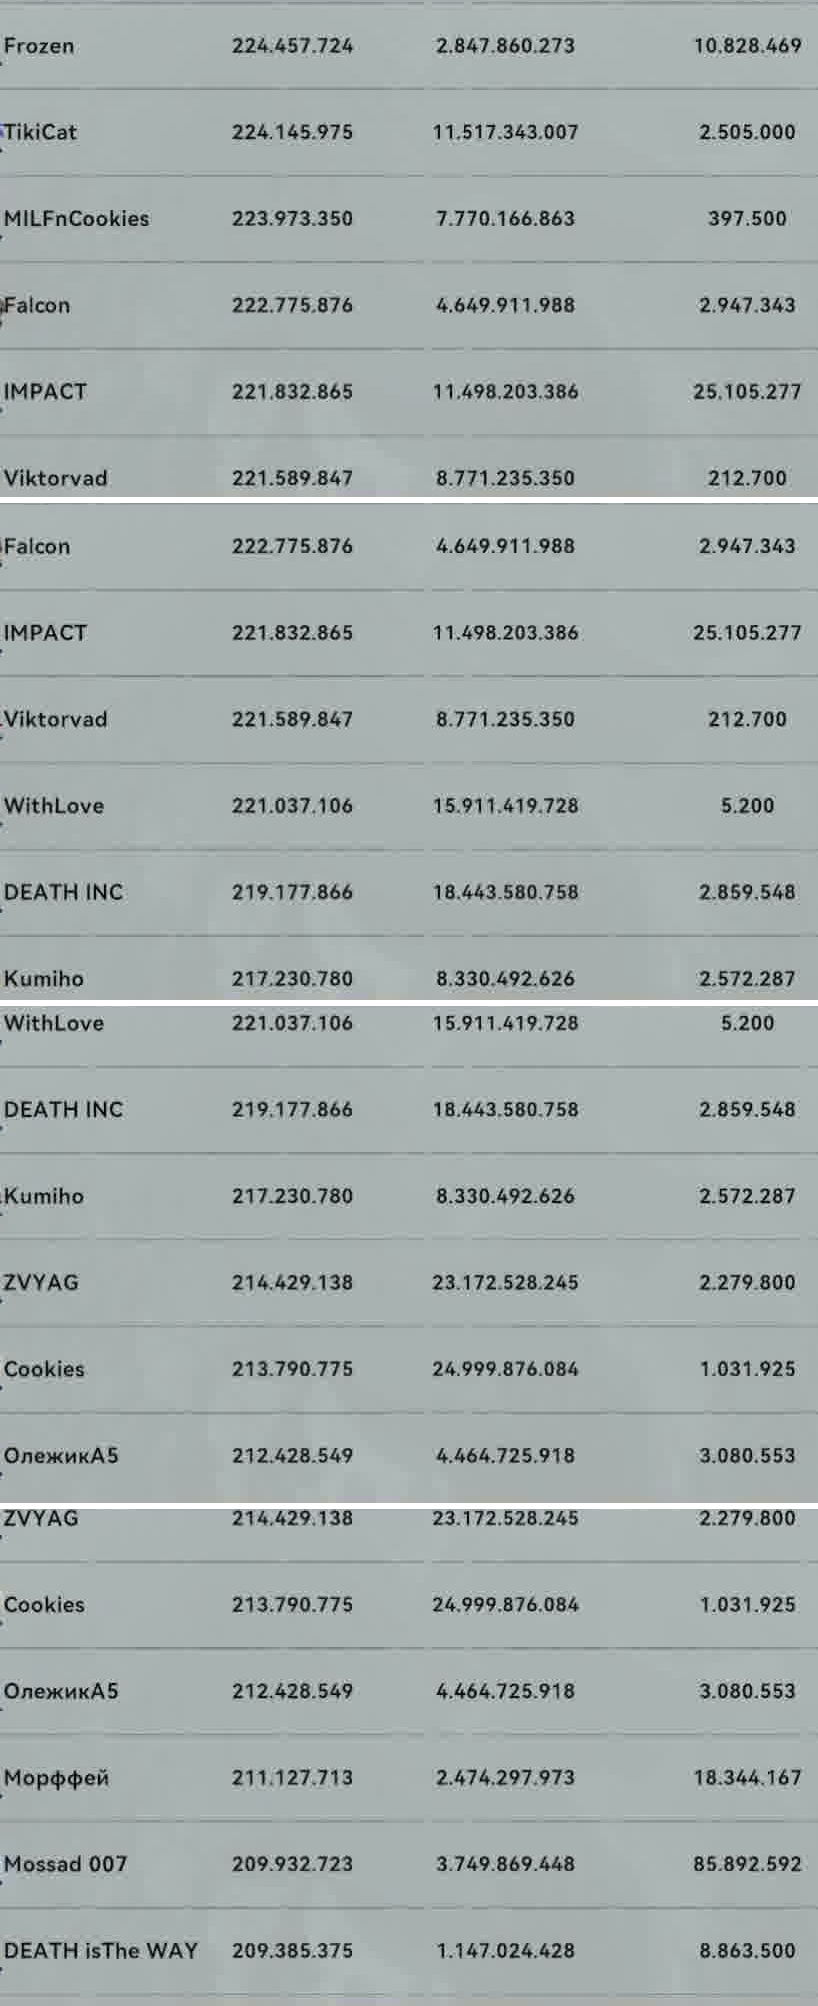 Frozen 224.457.724 2.847.860.273 10.828.469
TikiCat 224.145.975 11.517.343.007 2.505.000
MILFnCookies 223.973.350 7.770.166.863 397.500
Falcon 222.775.876 4.649.911.988 2.947.343
IMPACT 221.832.865 11.498.203.386 25.105.277
Viktorvad 221.589.847 8.771.235.350 212.700
Falcon 222.775.876 4.649.911.988 2.947.343
IMPACT 221.832.865 11.498.203.386 25.105.277
Viktorvad 221.589.847 8.771.235.350 212.700
WithLove 221.037.106 15.911.419.728 5.200
DEATH INC 219.177.866 18.443.580.758 2.859.548
Kumiho 217.230.780 8.330.492.626 2.572.287
WithLove 221.037.106 15.911.419.728 5.200
DEATH INC 219.177.866 18.443.580.758 2.859.548
Kumiho 217.230.780 8.330.492.626 2.572.287
ZVYAG 214.429.138 23.172.528.245 2.279.800
Cookies 213.790.775 24.999.876.084 1.031.925
ОлежикА5 212.428.549 4.464.725.918 3.080.553
ZVYAG 214.429.138 23.172.528.245 2.279.800
Cookies 213.790.775 24.999.876.084 1.031.925
ОлежикА5 212.428.549 4.464.725.918 3.080.553
Морффей 211.127.713 2.474.297.973 18.344.167
Mossad 007 209.932.723 3.749.869.448 85.892.592
DEATH isThe WAY 209.385.375 1.147.024.428 8.863.500